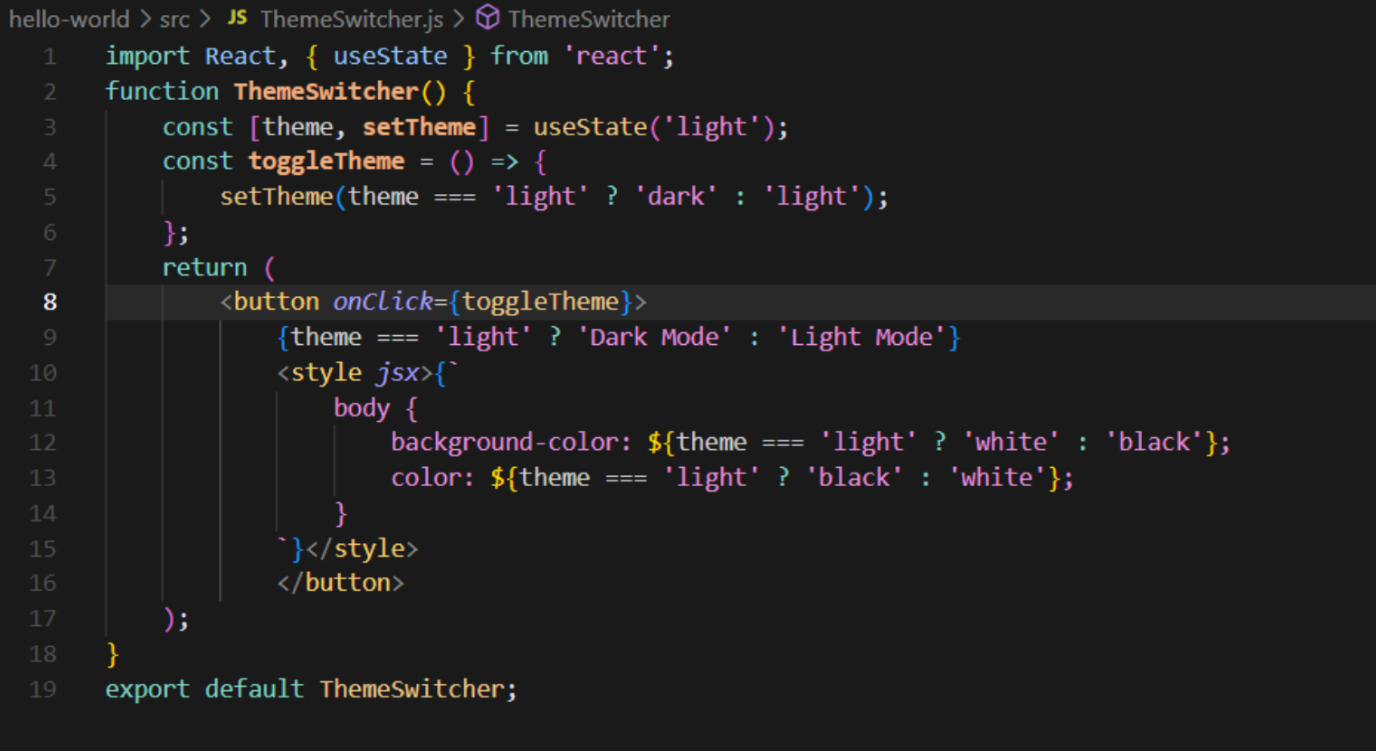 hello-world > src > JS ThemeSwitcher.js > ThemeSwitcher
1 import React, { useState } from 'react';
2 function ThemeSwitcher() {
3     const [theme, setTheme] = useState('light');
4     const toggleTheme = () => {
5         setTheme(theme === 'light' ? 'dark' : 'light');
6     };
7     return (
8         <button onClick={toggleTheme}>
9             {theme === 'light' ? 'Dark Mode' : 'Light Mode'}
10             <style jsx>{`
11                 body {
12                     background-color: ${theme === 'light' ? 'white' : 'black'};
13                     color: ${theme === 'light' ? 'black' : 'white'};
14                 }
15             `}</style>
16             </button>
17     );
18 }
19 export default ThemeSwitcher;